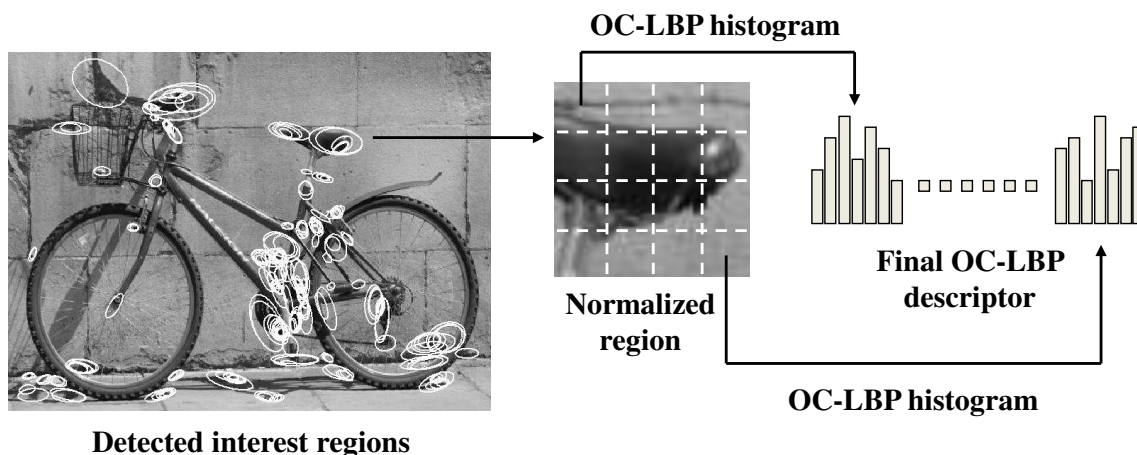 OC-LBP histogram
Normalized
region
Final OC-LBP
descriptor
OC-LBP histogram
Detected interest regions